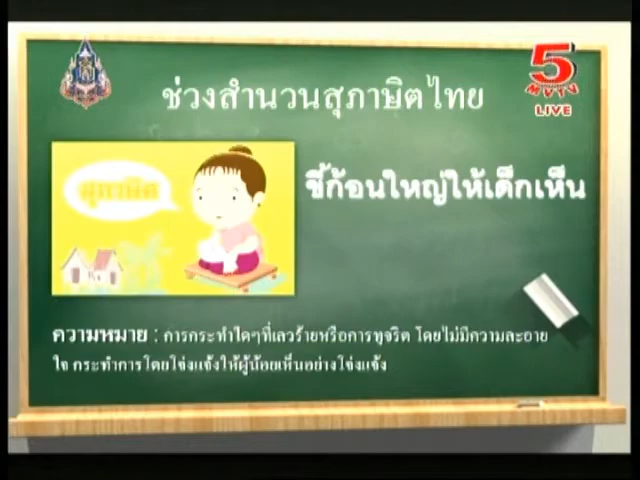 ช่วงสำนวนสุภาษิตไทย
5
MVTV
LIVE
สุภาษิต
ขี้ก้อนใหญ่ให้เด็กเห็น
ความหมาย : การกระทำใดๆที่เลวร้ายหรือการทุจริต โดยไม่มีความละอาย
ใจ กระทำการโดยโจ่งแจ้งให้ผู้น้อยเห็นอย่างโจ่งแจ้ง